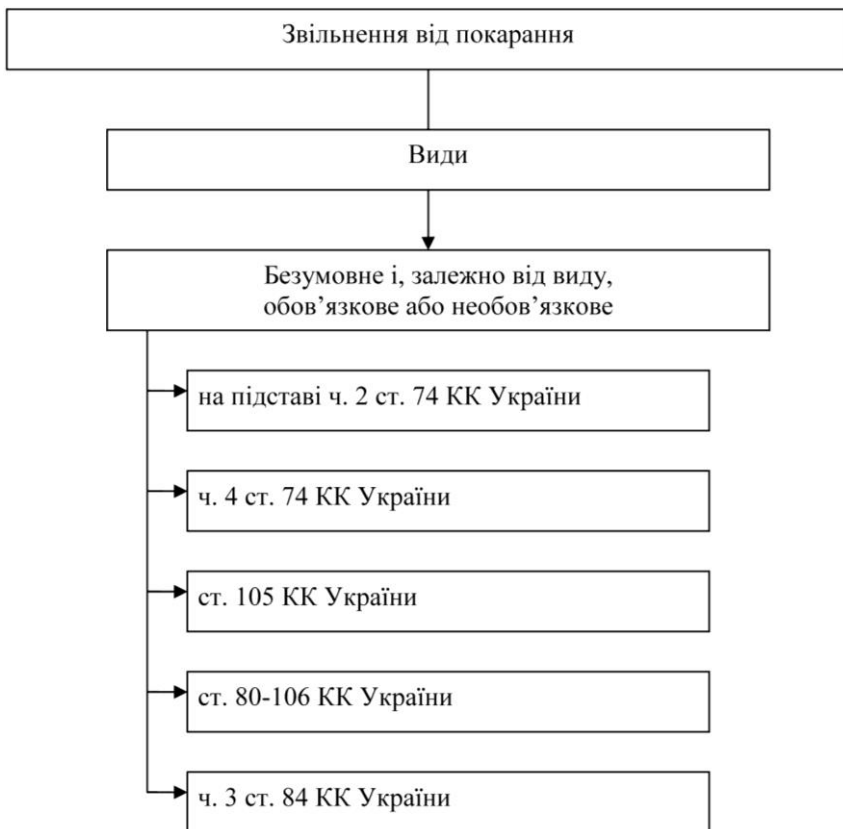 Звільнення від покарання
Види
Безумовне і, залежно від виду,
обов’язкове або необов’язкове
на підставі ч. 2 ст. 74 КК України
ч. 4 ст. 74 КК України
ст. 105 КК України
ст. 80-106 КК України
ч. 3 ст. 84 КК України